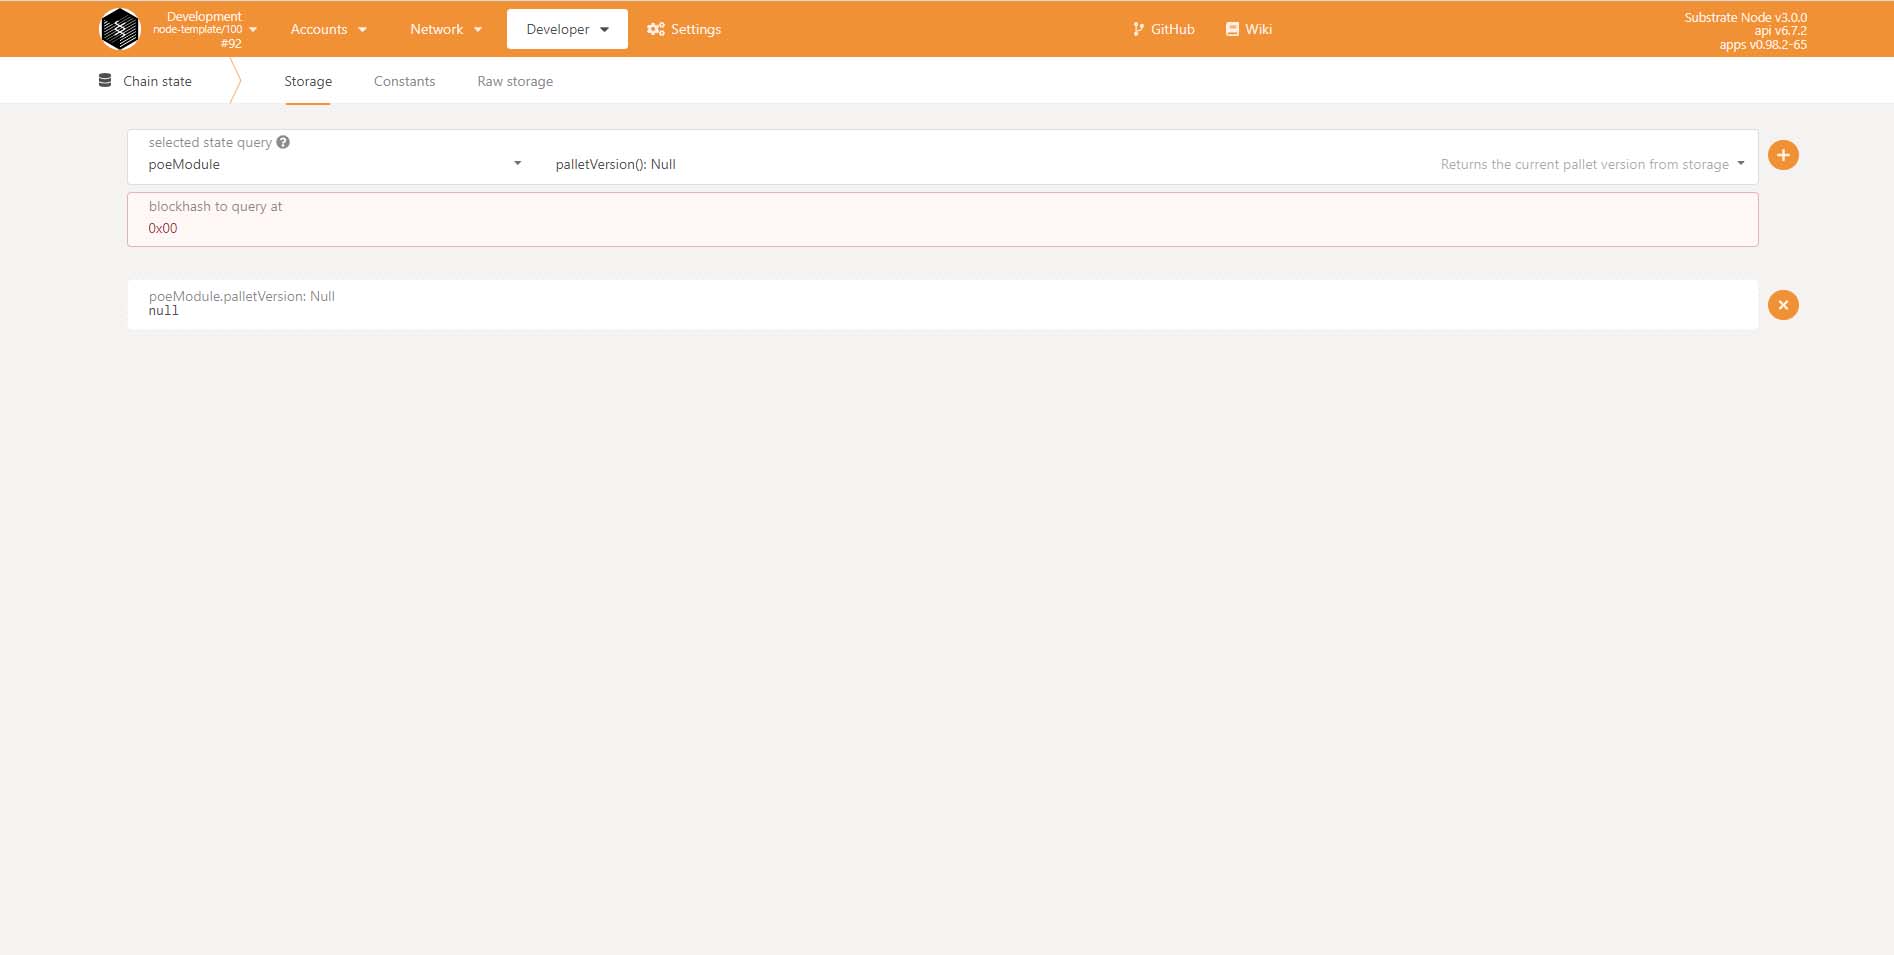 Development
node-template/100
#92
Accounts
Network
Developer
Settings
GitHub
Wiki
Substrate Node v3.0.0
api v6.7.2
apps v0.98.2-65
Chain state
Storage
Constants
Raw storage
selected state query
poeModule
palletVersion(): Null
Returns the current pallet version from storage
blockhash to query at
0x00
poeModule.palletVersion: Null
null